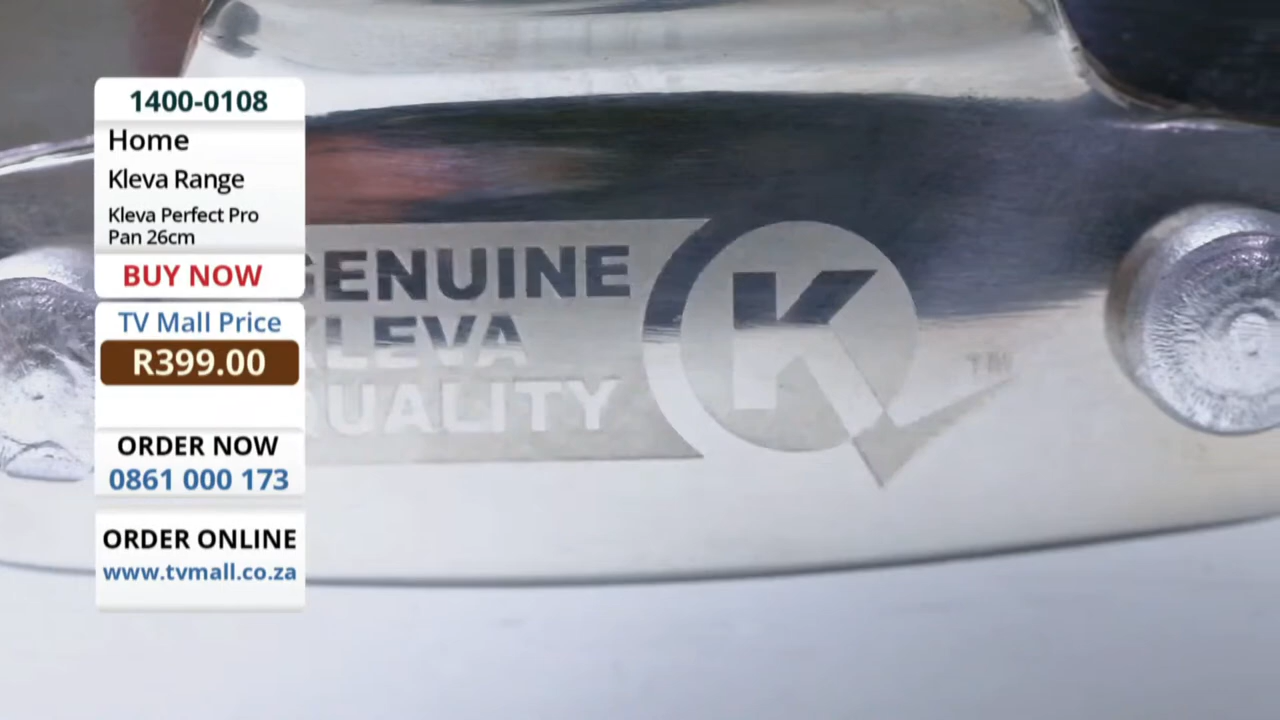 1400-0108
Home
Kleva Range
Kleva Perfect Pro
Pan 26cm
BUY NOW
TV Mall Price
R399.00
ORDER NOW
0861 000 173
ORDER ONLINE
www.tvmall.co.za
GENUINE
KLEVA
QUALITY
K
TM